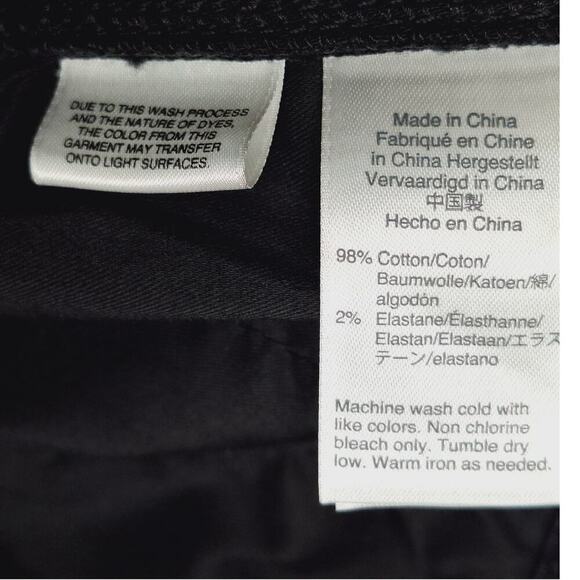 DUE TO THIS WASH PROCESS
AND THE NATURE OF DYES,
THE COLOR FROM THIS
GARMENT MAY TRANSFER
ONTO LIGHT SURFACES.
Made in China
Fabriqué en Chine
in China Hergestellt
Vervaardigd in China
中国製
Hecho en China
98% Cotton/Coton/
Baumwolle/Katoen/綿/
algodón
2% Elastane/Élasthanne/
Elastan/Elastaan/エラス
テーン/elastano
Machine wash cold with
like colors. Non chlorine
bleach only. Tumble dry
low. Warm iron as needed.